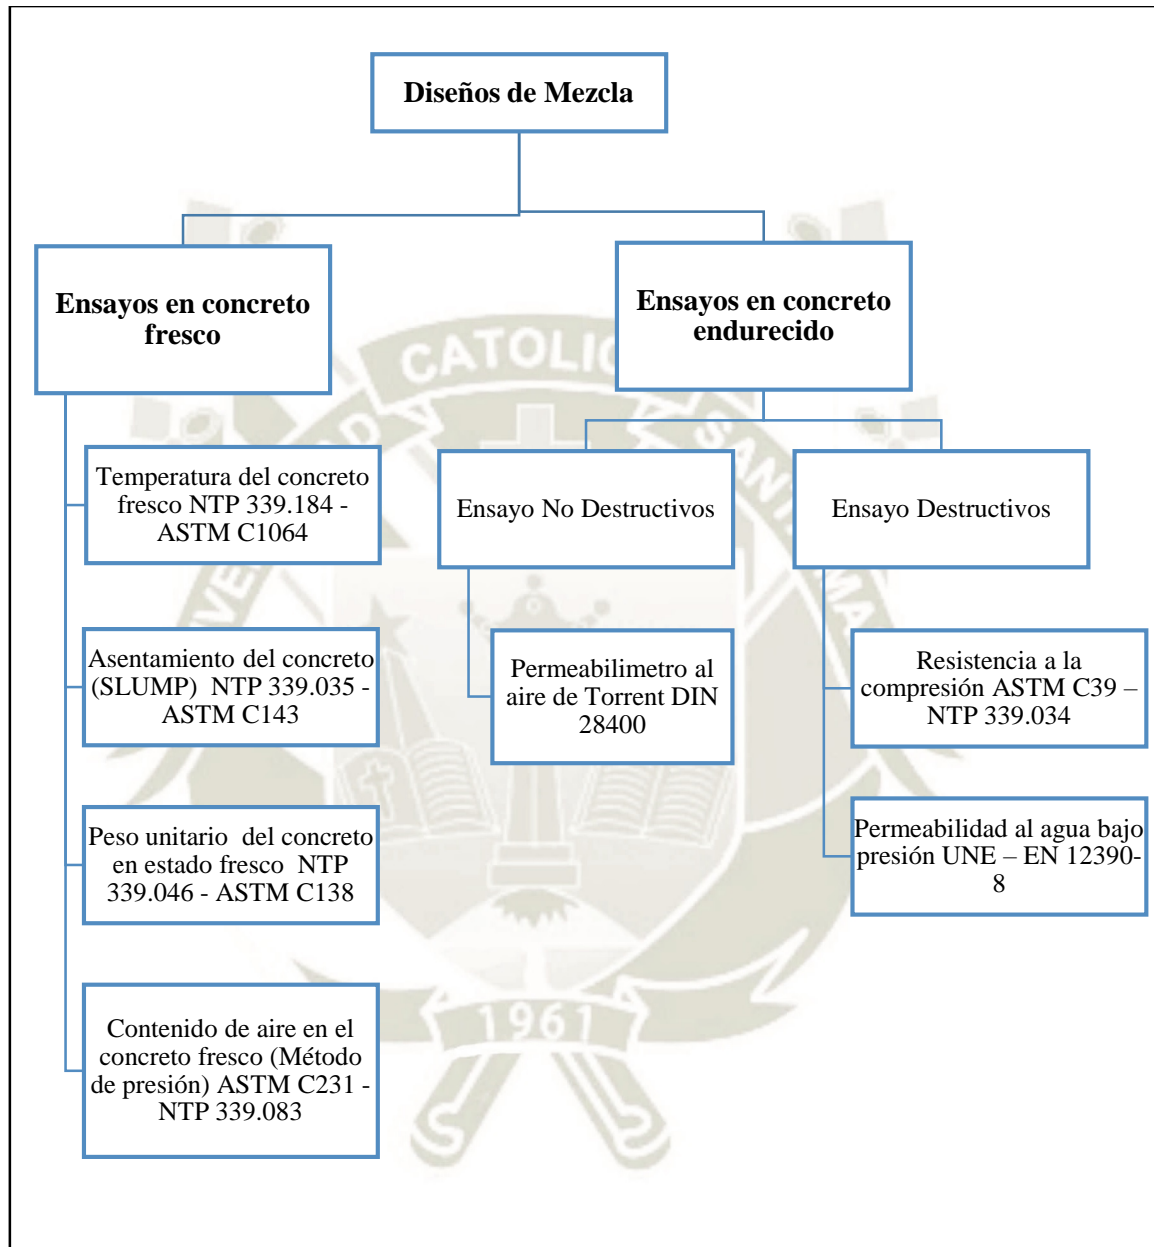 Diseños de Mezcla
Ensayos en concreto
fresco
Ensayos en concreto
endurecido
Temperatura del concreto
fresco NTP 339.184 -
ASTM C1064
Asentamiento del concreto
(SLUMP) NTP 339.035 -
ASTM C143
Peso unitario del concreto
en estado fresco NTP
339.046 - ASTM C138
Contenido de aire en el
concreto fresco (Método
de presión) ASTM C231 -
NTP 339.083
Ensayo No Destructivos
Permeabilimetro al
aire de Torrent DIN
28400
Ensayo Destructivos
Resistencia a la
compresión ASTM C39 –
NTP 339.034
Permeabilidad al agua bajo
presión UNE – EN 12390-
8
CATOLIC
SANTA MA
1961